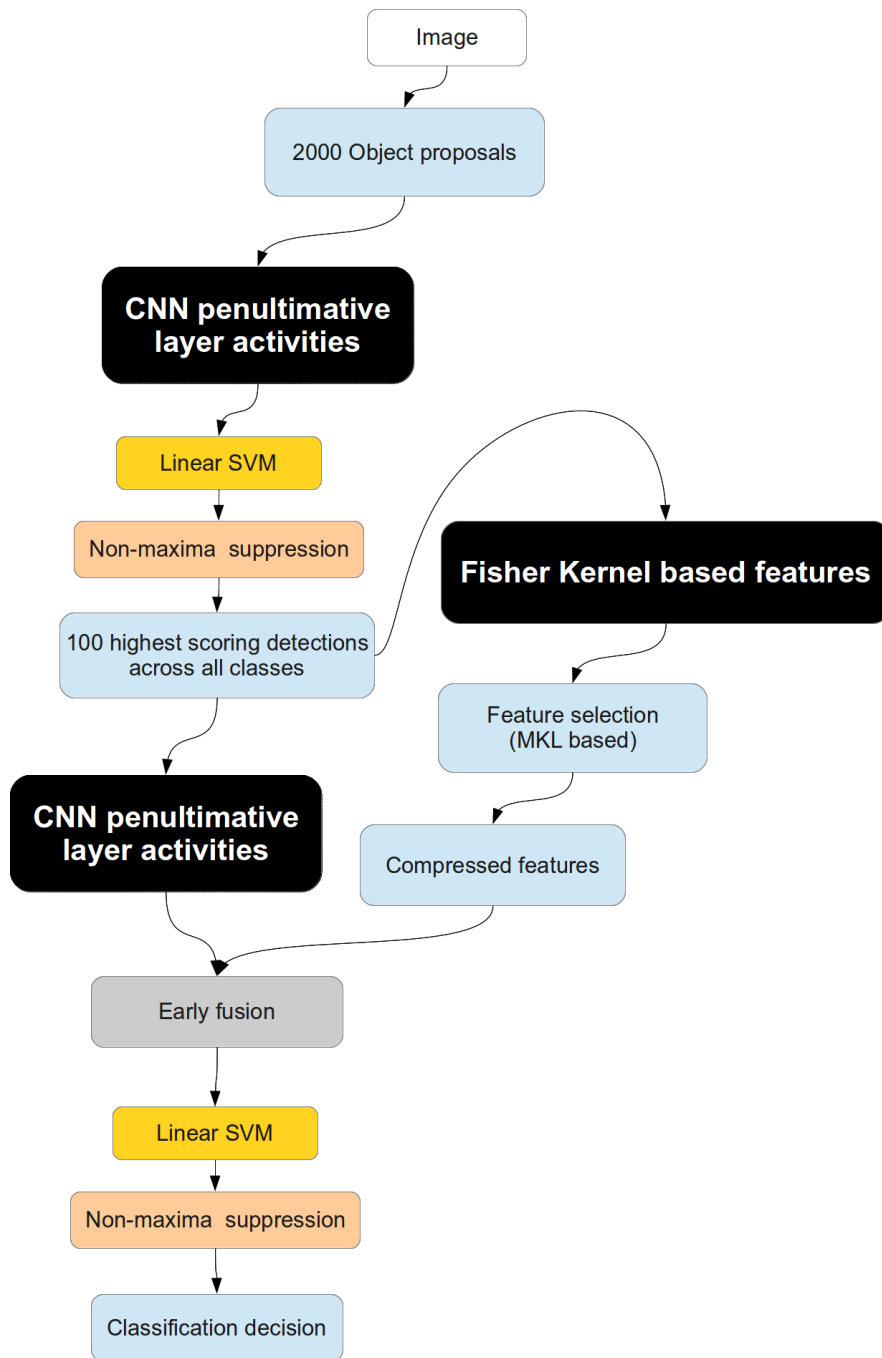 Image
2000 Object proposals
CNN penultimative
layer activities
Linear SVM
Non-maxima suppression
100 highest scoring detections
across all classes
Fisher Kernel based features
Feature selection
(MKL based)
CNN penultimative
layer activities
Compressed features
Early fusion
Linear SVM
Non-maxima suppression
Classification decision